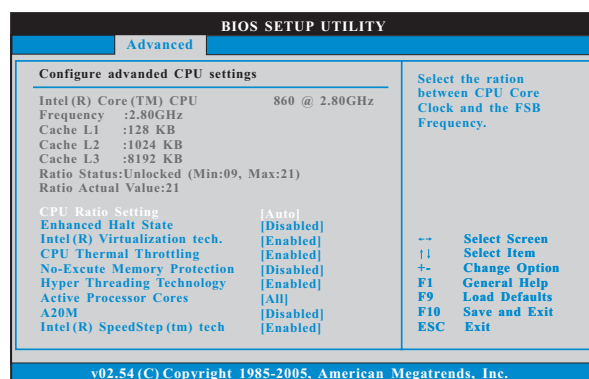 BIOS SETUP UTILITY
Advanced
Configure advanded CPU settings
Intel(R) Core(TM) CPU 860 @ 2.80GHz
Frequency :2.80GHz
Cache L1 :128 KB
Cache L2 :1024 KB
Cache L3 :8192 KB
Ratio Status:Unlocked (Min:09, Max:21)
Ratio Actual Value:21
CPU Ratio Setting [Auto]
Enhanced Halt State [Disabled]
Intel(R) Virtualization tech. [Enabled]
CPU Thermal Throttling [Enabled]
No-Excute Memory Protection [Disabled]
Hyper Threading Technology [Enabled]
Active Processor Cores [All]
A20M [Disabled]
Intel(R) SpeedStep(tm) tech [Enabled]
Select the ration
between CPU Core
Clock and the FSB
Frequency.
←→ Select Screen
↑↓ Select Item
+- Change Option
F1 General Help
F9 Load Defaults
F10 Save and Exit
ESC Exit
v02.54 (C) Copyright 1985-2005, American Megatrends, Inc.